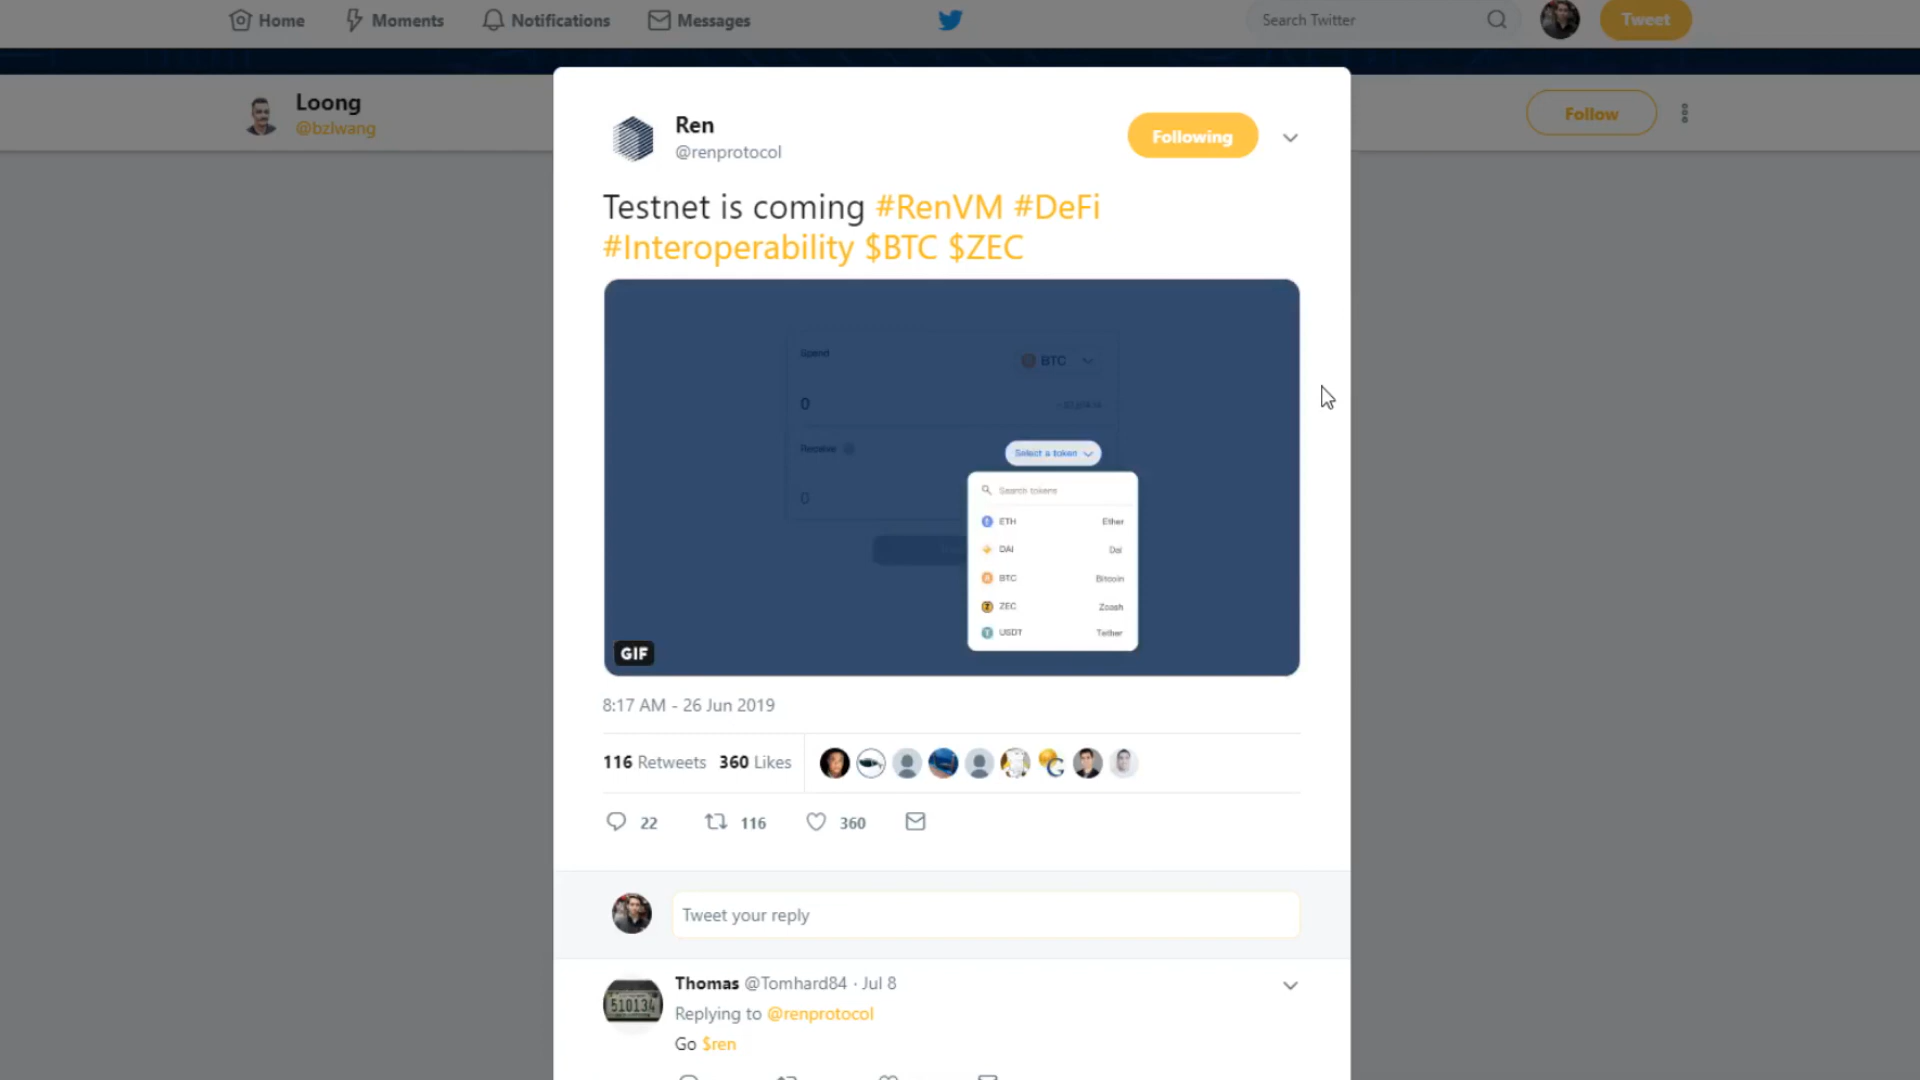 Home Moments Notifications Messages Search Twitter Tweet
Loong
@bzlwang
Follow
Ren
@renprotocol
Following
Testnet is coming #RenVM #DeFi
#Interoperability $BTC $ZEC
Spend
BTC
0
Receive
Select a token
0
Search tokens
ETH Ether
DAI Dai
BTC Bitcoin
ZEC Zcash
USDT Tether
GIF
8:17 AM - 26 Jun 2019
116 Retweets 360 Likes
22 116 360
Tweet your reply
510134
Thomas @Tomhard84 · Jul 8
Replying to @renprotocol
Go $ren